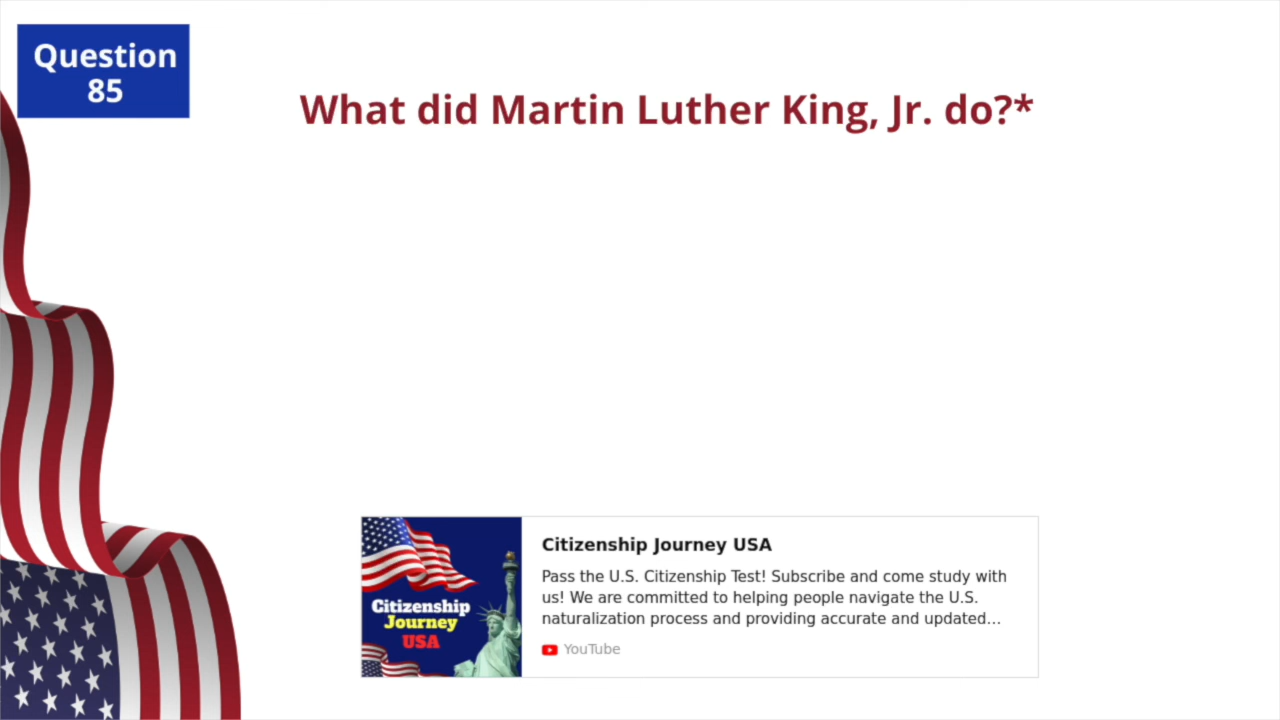 Question
85
What did Martin Luther King, Jr. do?*
Citizenship Journey USA
Pass the U.S. Citizenship Test! Subscribe and come study with
us! We are committed to helping people navigate the U.S.
naturalization process and providing accurate and updated...
YouTube
Citizenship
Journey
USA